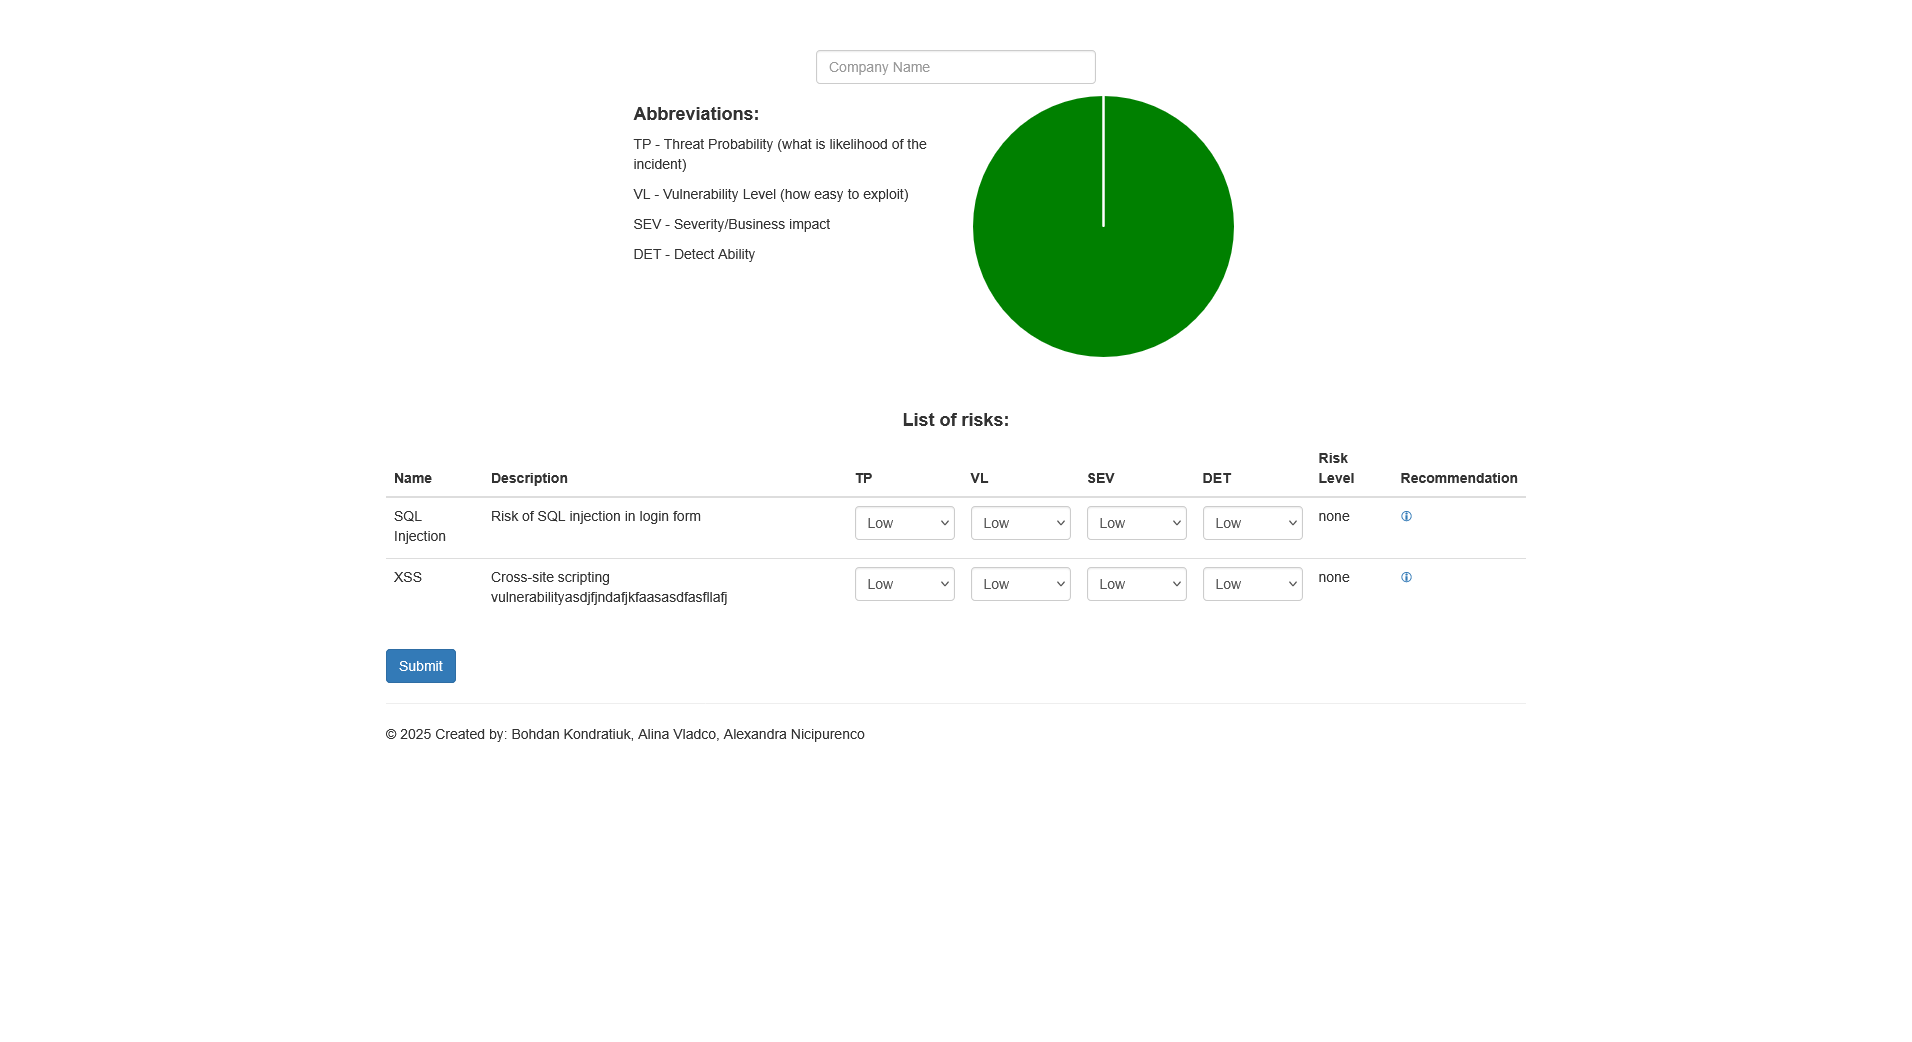 Company Name
Abbreviations:
TP - Threat Probability (what is likelihood of the
incident)
VL - Vulnerability Level (how easy to exploit)
SEV - Severity/Business impact
DET - Detect Ability
List of risks:
Name Description TP VL SEV DET Risk Level Recommendation
SQL Injection Risk of SQL injection in login form Low Low Low Low none
XSS Cross-site scripting Low Low Low Low none
vulnerabilityasdjfjndafjkfaasasdfasfllafj
Submit
© 2025 Created by: Bohdan Kondratiuk, Alina Vladco, Alexandra Nicipurenco